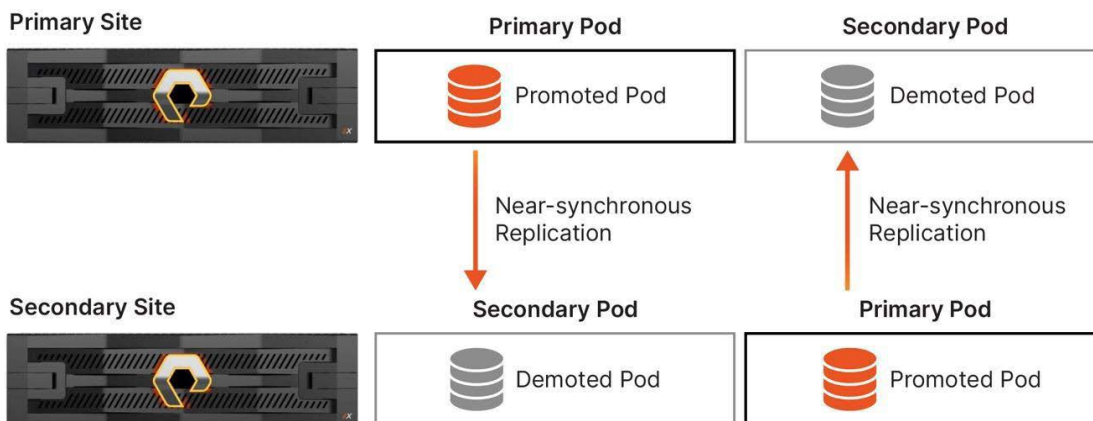 Primary Site
Primary Pod
Secondary Pod
Promoted Pod
Demoted Pod
Near-synchronous
Replication
Near-synchronous
Replication
Secondary Site
Secondary Pod
Primary Pod
Demoted Pod
Promoted Pod